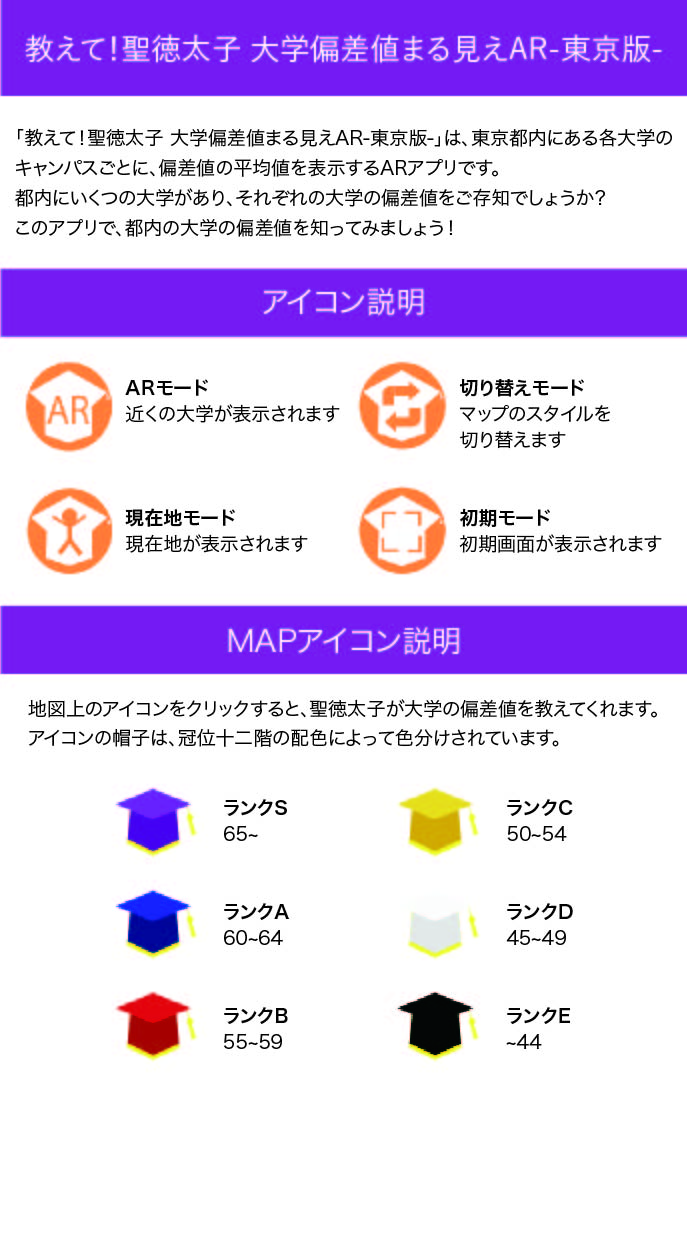 教えて！聖徳太子 大学偏差値まる見えAR-東京版-
「教えて！聖徳太子 大学偏差値まる見えAR-東京版-」は、東京都内にある各大学の
キャンパスごとに、偏差値の平均値を表示するARアプリです。
都内にいくつの大学があり、それぞれの大学の偏差値をご存知でしょうか？
このアプリで、都内の大学の偏差値を知ってみましょう！
アイコン説明
AR
ARモード
近くの大学が表示されます
切り替えモード
マップのスタイルを
切り替えます
現在地モード
現在地が表示されます
初期モード
初期画面が表示されます
MAPアイコン説明
地図上のアイコンをクリックすると、聖徳太子が大学の偏差値を教えてくれます。
アイコンの帽子は、冠位十二階の配色によって色分けされています。
ランクS
65~
ランクC
50~54
ランクA
60~64
ランクD
45~49
ランクB
55~59
ランクE
~44